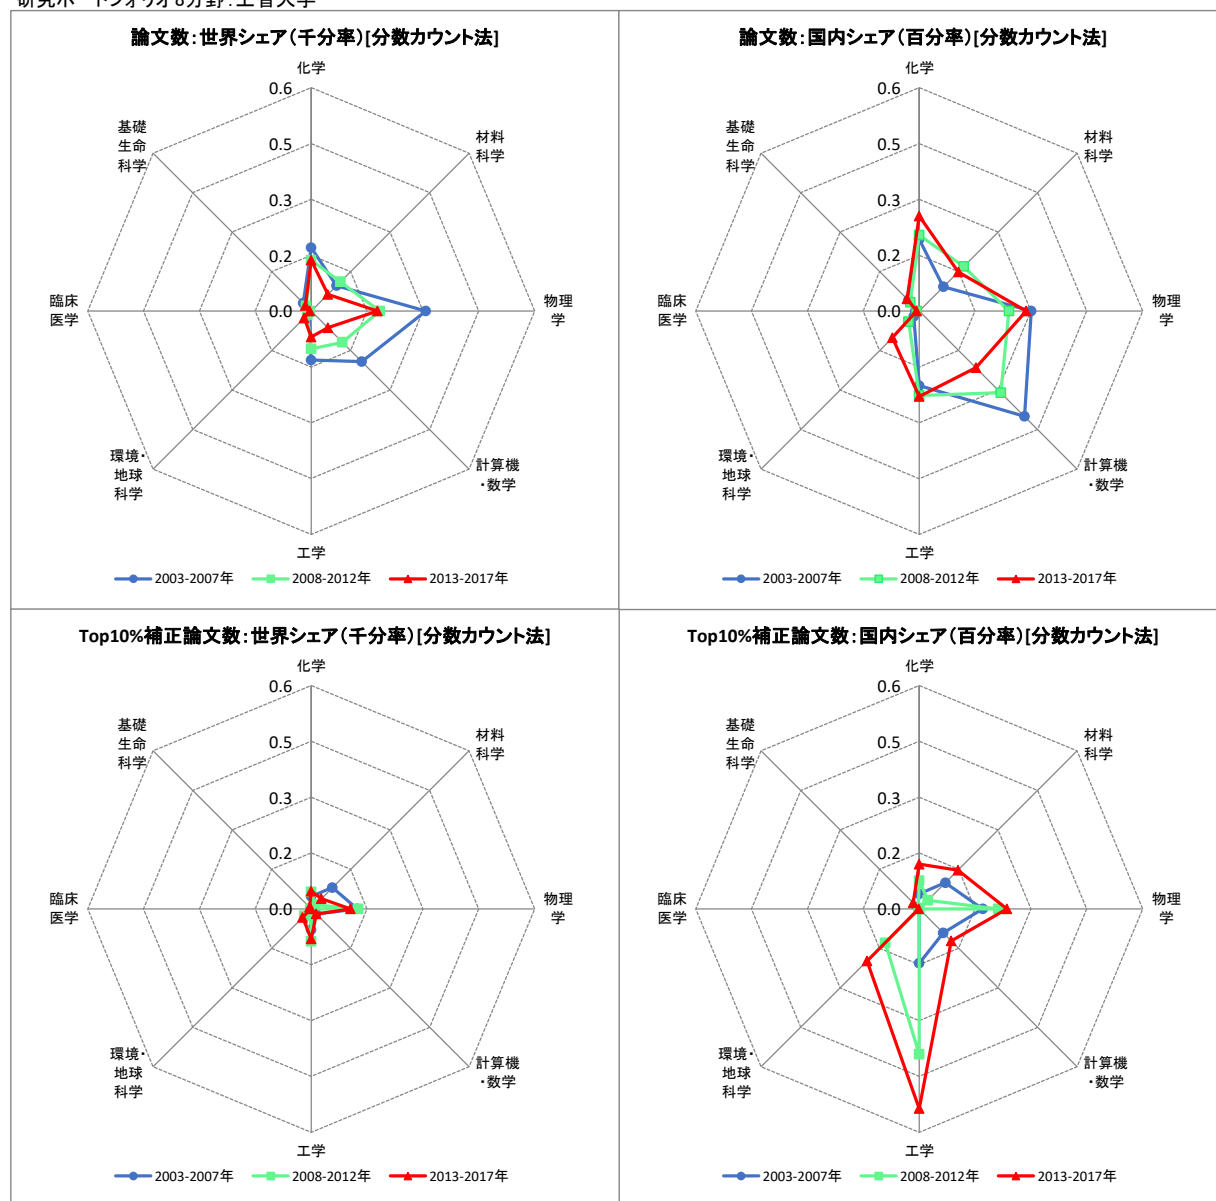 研究ポートフォリオ8分野：上智大学
論文数：世界シェア（千分率）[分数カウント法]
化学
0.6
0.5
0.3
0.2
0.0
材料
科学
物理
学
計算機
・数学
工学
環境・
地球
科学
臨床
医学
基礎
生命
科学
2003-2007年
2008-2012年
2013-2017年
論文数：国内シェア（百分率）[分数カウント法]
化学
0.6
0.5
0.3
0.2
0.0
材料
科学
物理
学
計算機
・数学
工学
環境・
地球
科学
臨床
医学
基礎
生命
科学
2003-2007年
2008-2012年
2013-2017年
Top10%補正論文数：世界シェア（千分率）[分数カウント法]
化学
0.6
0.5
0.3
0.2
0.0
材料
科学
物理
学
計算機
・数学
工学
環境・
地球
科学
臨床
医学
基礎
生命
科学
2003-2007年
2008-2012年
2013-2017年
Top10%補正論文数：国内シェア（百分率）[分数カウント法]
化学
0.6
0.5
0.3
0.2
0.0
材料
科学
物理
学
計算機
・数学
工学
環境・
地球
科学
臨床
医学
基礎
生命
科学
2003-2007年
2008-2012年
2013-2017年